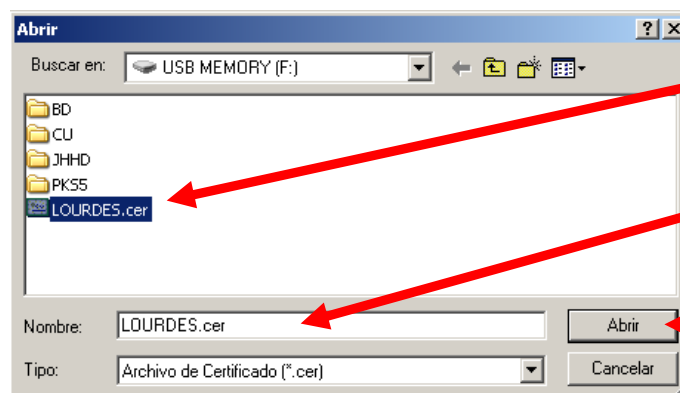 Abrir
Buscar en: USB MEMORY (F:)
BD
CU
JHHD
PKS5
LOURDES.cer
Nombre: LOURDES.cer Abrir
Tipo: Archivo de Certificado (*.cer) Cancelar